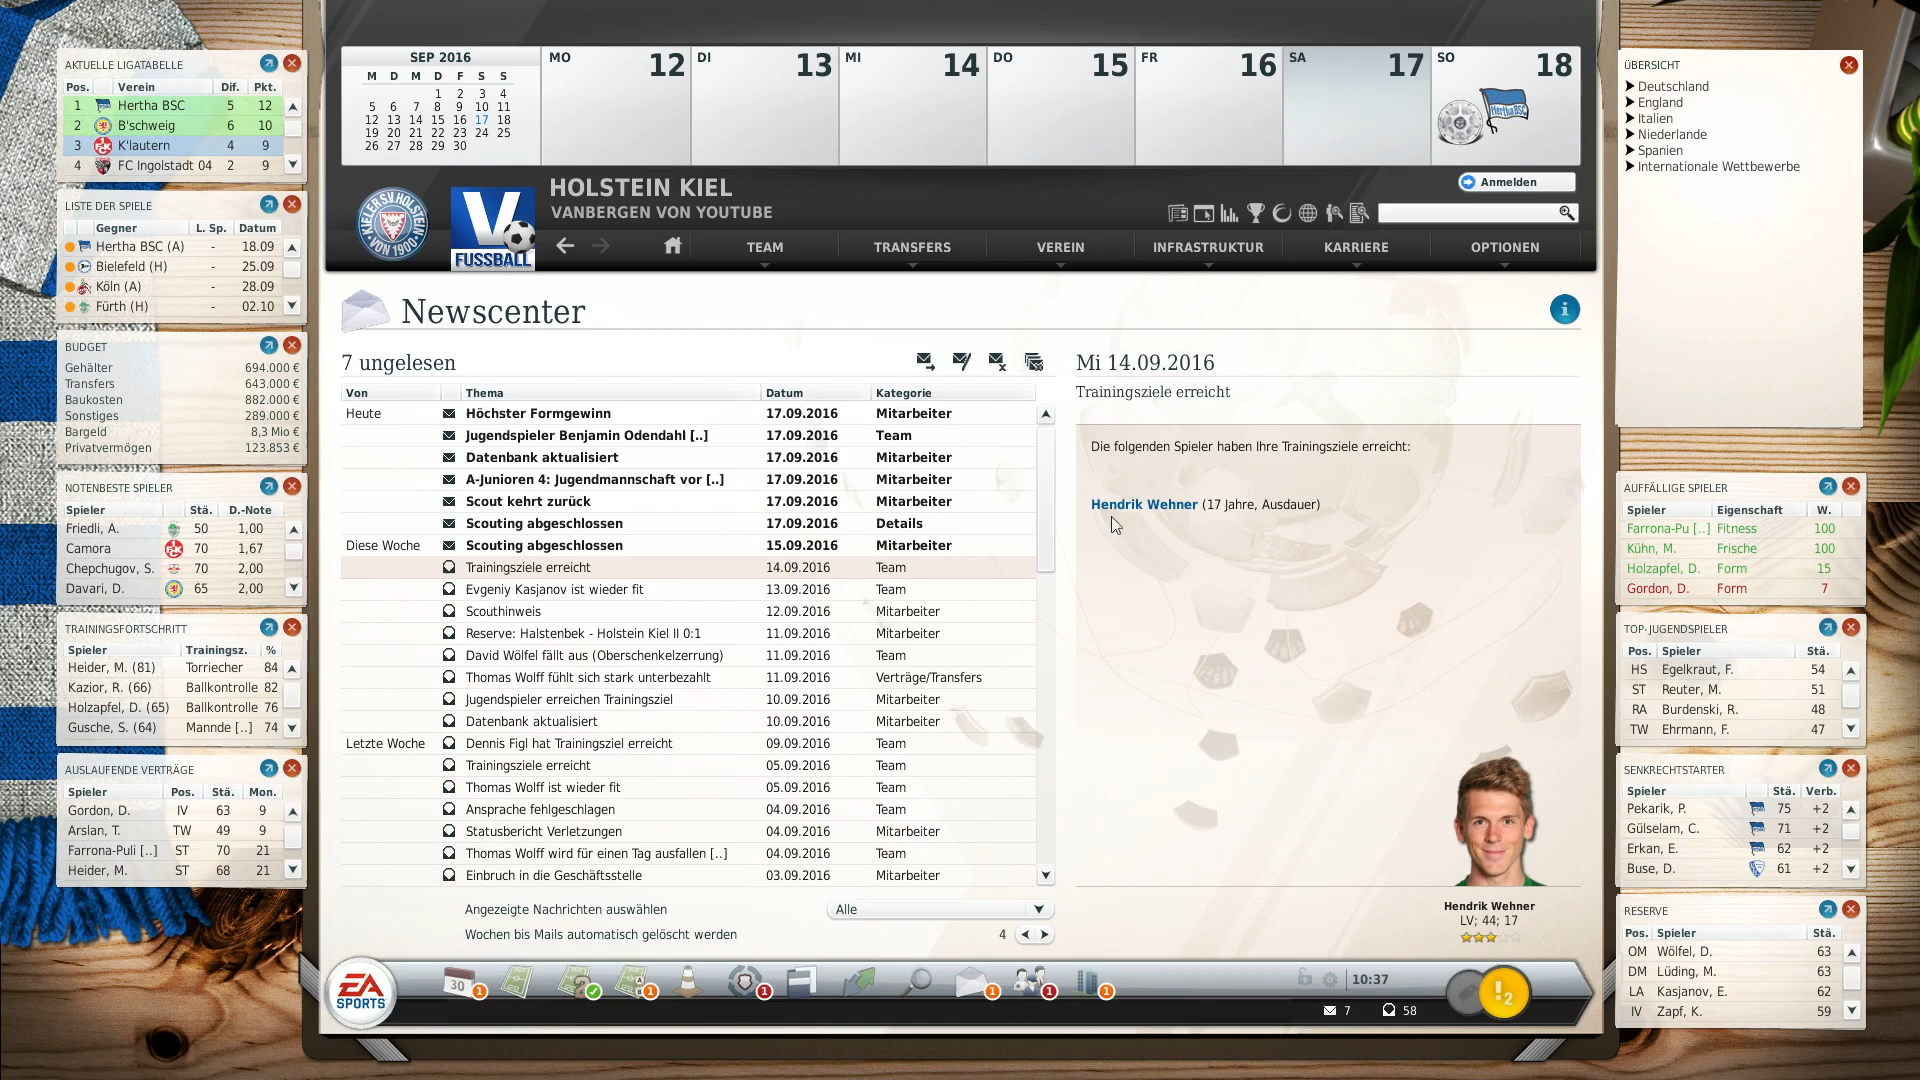 AKTUELLE LIGATABELLE
Pos. Verein Dif. Pkt.
1 Hertha BSC 5 12
2 B'schweig 6 10
3 K'lautern 4 9
4 FC Ingolstadt 04 2 9
LISTE DER SPIELE
Gegner L. Sp. Datum
Hertha BSC (A) - 18.09
Bielefeld (H) - 25.09
Köln (A) - 28.09
Fürth (H) - 02.10
BUDGET
Gehälter 694.000 €
Transfers 643.000 €
Baukosten 882.000 €
Sonstiges 289.000 €
Bargeld 8,3 Mio €
Privatvermögen 123.853 €
NOTENBESTE SPIELER
Spieler Stä. D.-Note
Friedli, A. 50 1,00
Camora 70 1,67
Chepchugov, S. 70 2,00
Davari, D. 65 2,00
TRAININGSFORTSCHRITT
Spieler Trainingsz. %
Heider, M. (81) Torriecher 84
Kazior, R. (66) Ballkontrolle 82
Holzapfel, D. (65) Ballkontrolle 76
Gusche, S. (64) Mannde [..] 74
AUSLAUFENDE VERTRÄGE
Spieler Pos. Stä. Mon.
Gordon, D. IV 63 9
Arslan, T. TW 49 9
Farrona-Puli [..] ST 70 21
Heider, M. ST 68 21
SEP 2016
M D M D F S S
1 2 3 4
5 6 7 8 9 10 11
12 13 14 15 16 17 18
19 20 21 22 23 24 25
26 27 28 29 30
MO 12 DI 13 MI 14 DO 15 FR 16 SA 17 SO 18
Hertha BSC
KIELER S.V. HOLSTEIN
VON 1900
V
FUSSBALL
HOLSTEIN KIEL
VANBERGEN VON YOUTUBE
Anmelden
TEAM TRANSFERS VEREIN INFRASTRUKTUR KARRIERE OPTIONEN
Newscenter
i
7 ungelesen
Von Thema Datum Kategorie
Heute Höchster Formgewinn 17.09.2016 Mitarbeiter
Jugendspieler Benjamin Odendahl [..] 17.09.2016 Team
Datenbank aktualisiert 17.09.2016 Mitarbeiter
A-Junioren 4: Jugendmannschaft vor [..] 17.09.2016 Mitarbeiter
Scout kehrt zurück 17.09.2016 Mitarbeiter
Scouting abgeschlossen 17.09.2016 Details
Diese Woche Scouting abgeschlossen 15.09.2016 Mitarbeiter
Trainingsziele erreicht 14.09.2016 Team
Evgeniy Kasjanov ist wieder fit 13.09.2016 Team
Scouthinweis 12.09.2016 Mitarbeiter
Reserve: Halstenbek - Holstein Kiel II 0:1 11.09.2016 Mitarbeiter
David Wölfel fällt aus (Oberschenkelzerrung) 11.09.2016 Team
Thomas Wolff fühlt sich stark unterbezahlt 11.09.2016 Verträge/Transfers
Jugendspieler erreichen Trainingsziel 10.09.2016 Mitarbeiter
Datenbank aktualisiert 10.09.2016 Mitarbeiter
Letzte Woche Dennis Figl hat Trainingsziel erreicht 09.09.2016 Team
Trainingsziele erreicht 05.09.2016 Team
Thomas Wolff ist wieder fit 05.09.2016 Team
Ansprache fehlgeschlagen 04.09.2016 Team
Statusbericht Verletzungen 04.09.2016 Mitarbeiter
Thomas Wolff wird für einen Tag ausfallen [..] 04.09.2016 Team
Einbruch in die Geschäftsstelle 03.09.2016 Mitarbeiter
Angezeigte Nachrichten auswählen Alle
Wochen bis Mails automatisch gelöscht werden 4
Mi 14.09.2016
Trainingsziele erreicht
Die folgenden Spieler haben Ihre Trainingsziele erreicht:
Hendrik Wehner (17 Jahre, Ausdauer)
Hendrik Wehner
LV; 44; 17
EA SPORTS
30 1 1 1 1 1 1
10:37
7 58
!2
ÜBERSICHT
Deutschland
England
Italien
Niederlande
Spanien
Internationale Wettbewerbe
AUFFÄLLIGE SPIELER
Spieler Eigenschaft W.
Farrona-Pu [..] Fitness 100
Kühn, M. Frische 100
Holzapfel, D. Form 15
Gordon, D. Form 7
TOP-JUGENDSPIELER
Pos. Spieler Stä.
HS Egelkraut, F. 54
ST Reuter, M. 51
RA Burdenski, R. 48
TW Ehrmann, F. 47
SENKRECHTSTARTER
Spieler Stä. Verb.
Pekarik, P. 75 +2
Gülselam, C. 71 +2
Erkan, E. 62 +2
Buse, D. 61 +2
RESERVE
Pos. Spieler Stä.
OM Wölfel, D. 63
DM Lüding, M. 63
LA Kasjanov, E. 62
IV Zapf, K. 59